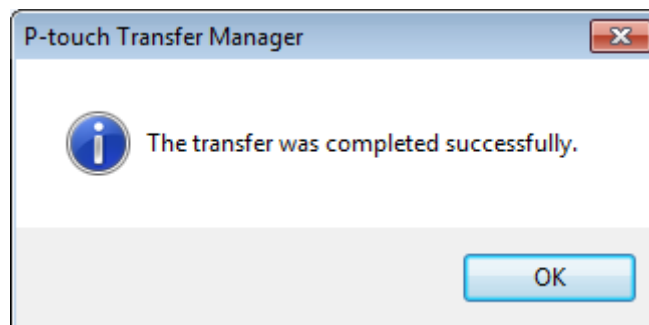 P-touch Transfer Manager
The transfer was completed successfully.
OK